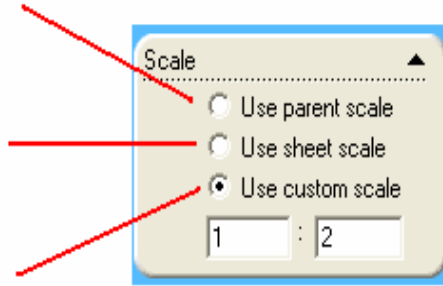 Scale
Use parent scale
Use sheet scale
Use custom scale
1 : 2